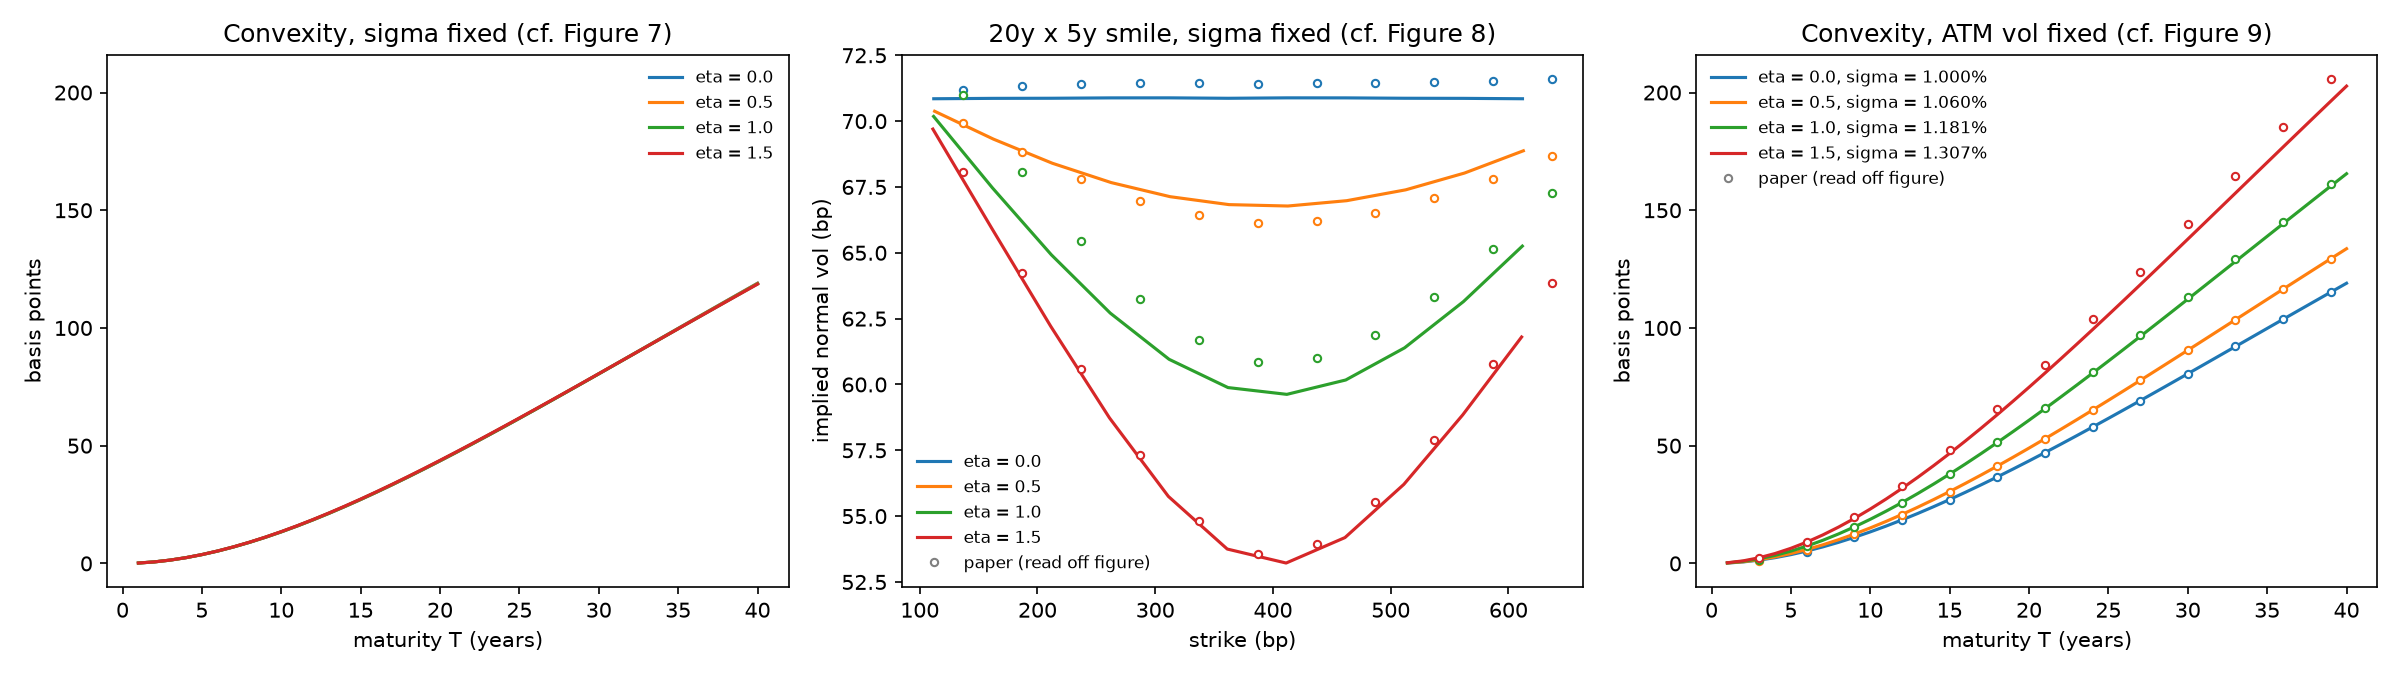 Convexity, sigma fixed (cf. Figure 7)
basis points
200
150
100
50
0
eta = 0.0
eta = 0.5
eta = 1.0
eta = 1.5
0 5 10 15 20 25 30 35 40
maturity T (years)
20y x 5y smile, sigma fixed (cf. Figure 8)
implied normal vol (bp)
72.5
70.0
67.5
65.0
62.5
60.0
57.5
55.0
52.5
eta = 0.0
eta = 0.5
eta = 1.0
eta = 1.5
paper (read off figure)
100 200 300 400 500 600
strike (bp)
Convexity, ATM vol fixed (cf. Figure 9)
basis points
200
150
100
50
0
eta = 0.0, sigma = 1.000%
eta = 0.5, sigma = 1.060%
eta = 1.0, sigma = 1.181%
eta = 1.5, sigma = 1.307%
paper (read off figure)
0 5 10 15 20 25 30 35 40
maturity T (years)